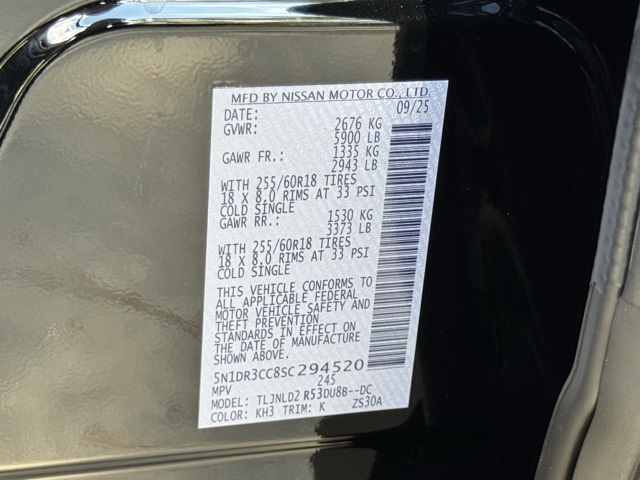 MFD BY NISSAN MOTOR CO., LTD
DATE: 09/25
GVWR: 2676 KG
5900 LB
GAWR FR.: 1335 KG
2943 LB
WITH 255/60R18 TIRES
18 X 8.0 RIMS AT 33 PSI
COLD SINGLE
GAWR RR.: 1530 KG
3373 LB
WITH 255/60R18 TIRES
18 X 8.0 RIMS AT 33 PSI
COLD SINGLE
THIS VEHICLE CONFORMS TO
ALL APPLICABLE FEDERAL
MOTOR VEHICLE SAFETY AND
THEFT PREVENTION
STANDARDS IN EFFECT ON
THE DATE OF MANUFACTURE
SHOWN ABOVE.
5N1DR3CC8SC294520
MPV 245
MODEL: TLJNLD2 R53DU8B--DC
COLOR: KH3 TRIM: K ZS30A